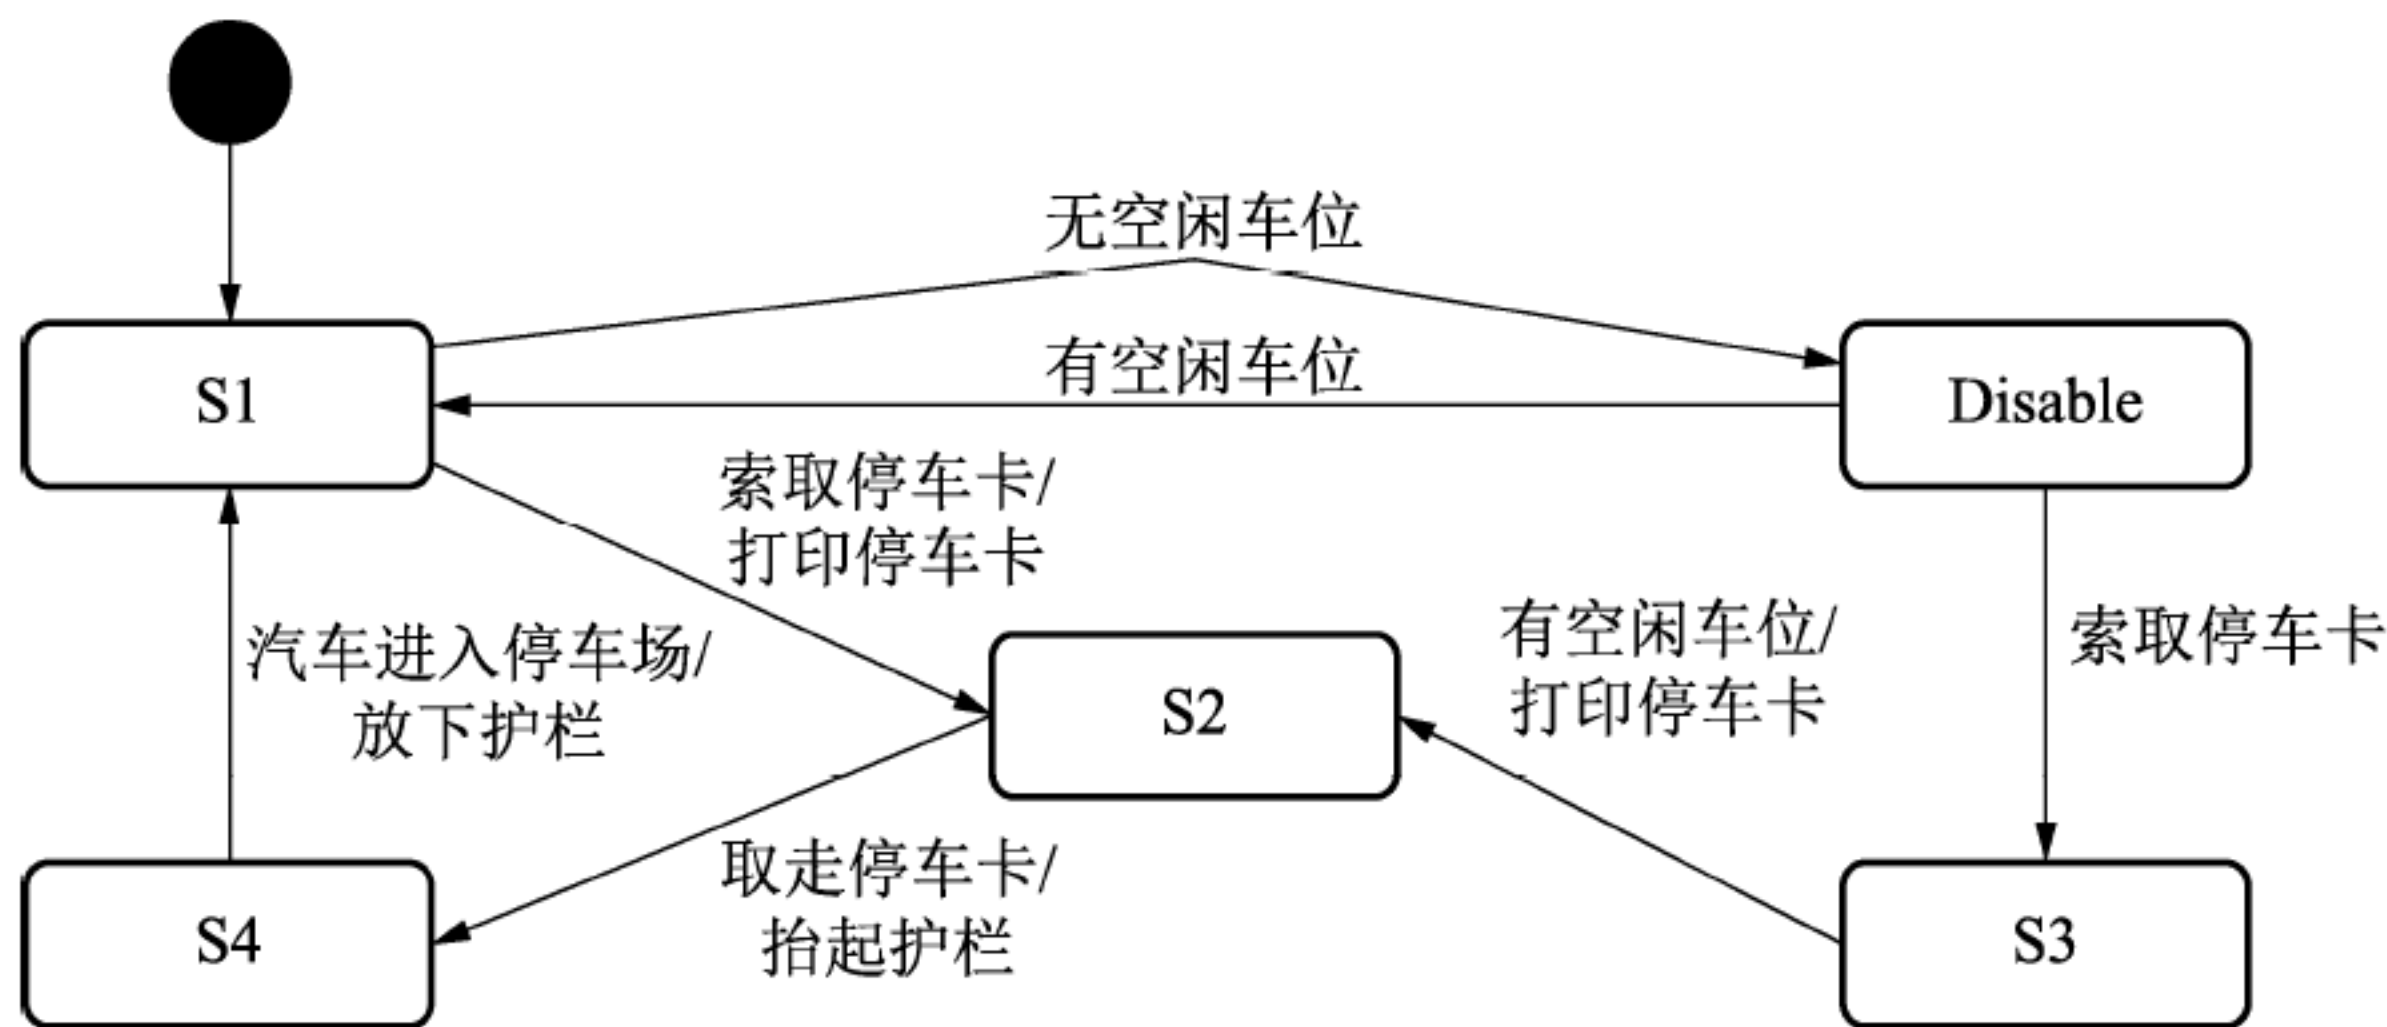 无空闲车位
有空闲车位
S1
Disable
索取停车卡/
打印停车卡
汽车进入停车场/
放下护栏
S2
有空闲车位/
打印停车卡
索取停车卡
取走停车卡/
抬起护栏
S4
S3